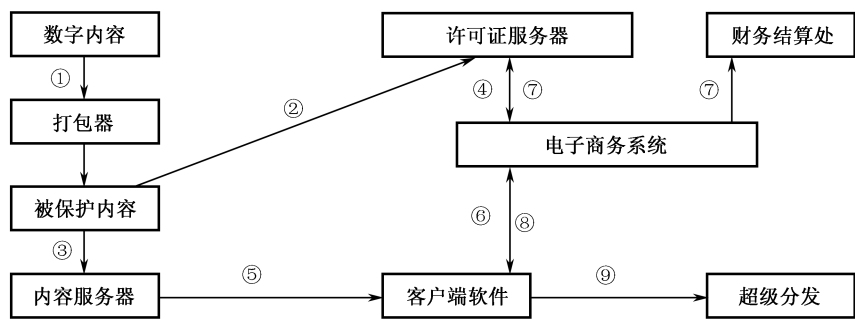 数字内容
许可证服务器
财务结算处
①
②
④
⑦
⑦
打包器
电子商务系统
被保护内容
⑥
⑧
③
内容服务器
⑤
客户端软件
⑨
超级分发